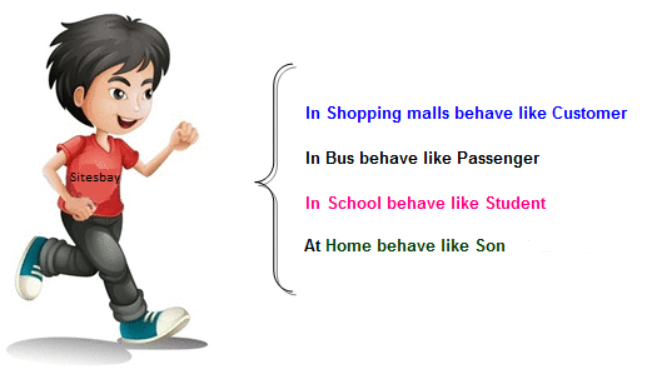 Sitesbay
In Shopping malls behave like Customer
In Bus behave like Passenger
In School behave like Student
At Home behave like Son